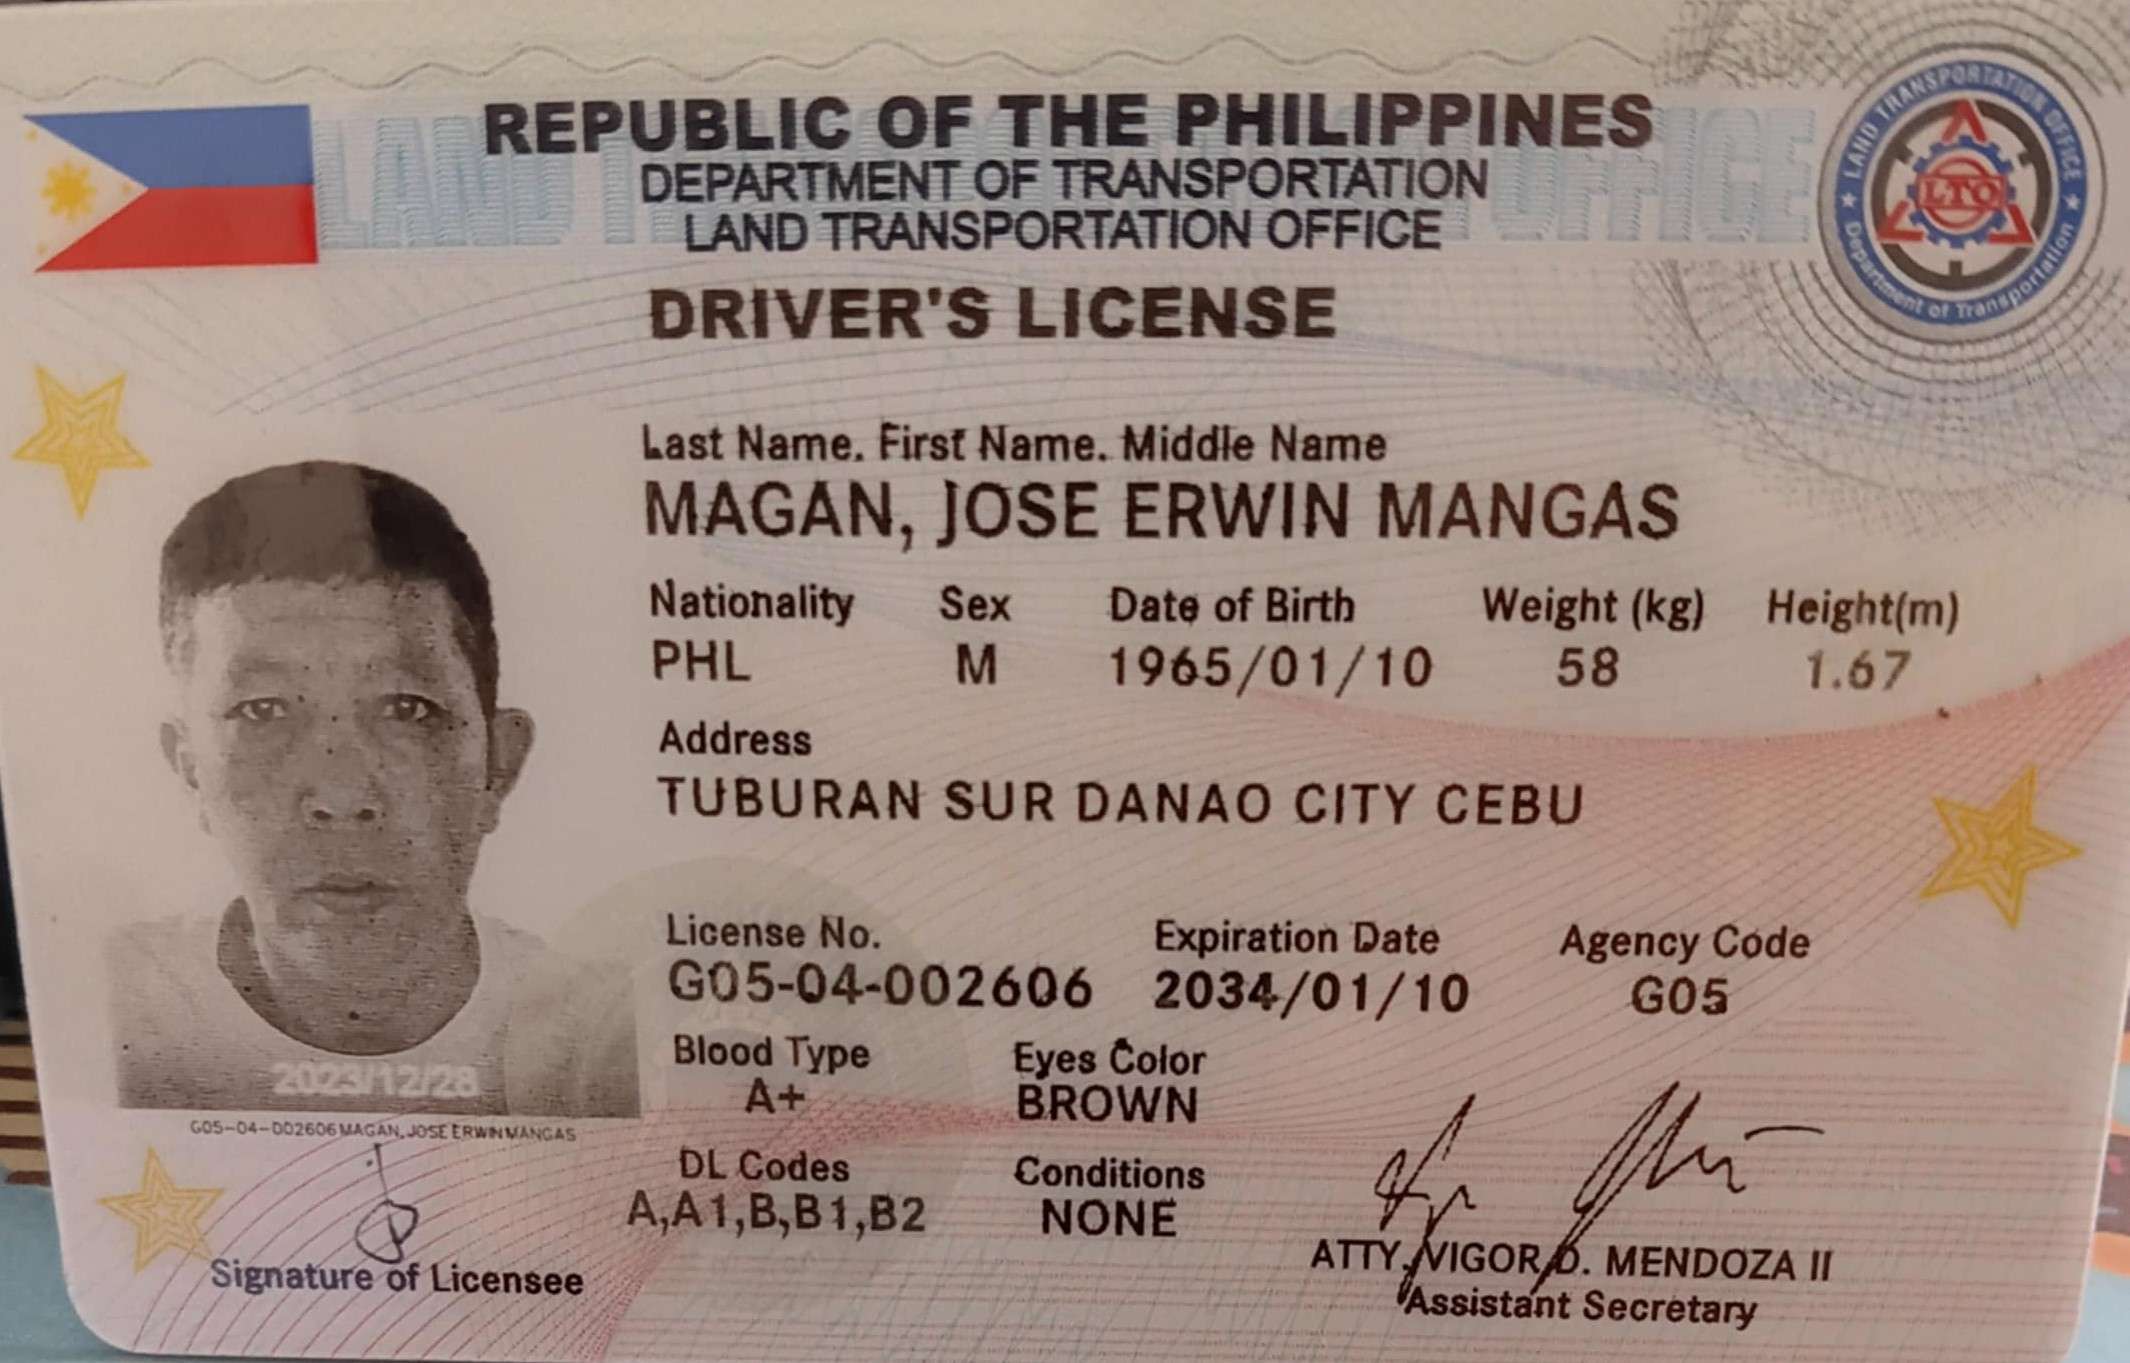 REPUBLIC OF THE PHILIPPINES
DEPARTMENT OF TRANSPORTATION
LAND TRANSPORTATION OFFICE
LAND TRANSPORTATION OFFICE
Department of Transportation
LTO
DRIVER'S LICENSE
Last Name. First Name. Middle Name
MAGAN, JOSE ERWIN MANGAS
Nationality Sex Date of Birth Weight (kg) Height(m)
PHL M 1965/01/10 58 1.67
Address
TUBURAN SUR DANAO CITY CEBU
License No. Expiration Date Agency Code
G05-04-002606 2034/01/10 G05
Blood Type Eyes Color
A+ BROWN
2023/12/28
G05-04-002606 MAGAN, JOSE ERWIN MANGAS
DL Codes Conditions
A,A1,B,B1,B2 NONE
Signature of Licensee
ATTY. VIGOR D. MENDOZA II
Assistant Secretary